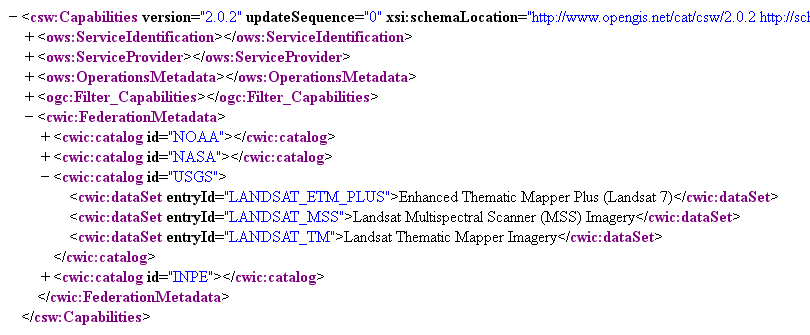 −<csw:Capabilities version="2.0.2" updateSequence="0" xsi:schemaLocation="http://www.opengis.net/cat/csw/2.0.2 http://sch
+<ows:ServiceIdentification></ows:ServiceIdentification>
+<ows:ServiceProvider></ows:ServiceProvider>
+<ows:OperationsMetadata></ows:OperationsMetadata>
+<ogc:Filter_Capabilities></ogc:Filter_Capabilities>
−<cwic:FederationMetadata>
+<cwic:catalog id="NOAA"></cwic:catalog>
+<cwic:catalog id="NASA"></cwic:catalog>
−<cwic:catalog id="USGS">
<cwic:dataSet entryId="LANDSAT_ETM_PLUS">Enhanced Thematic Mapper Plus (Landsat 7)</cwic:dataSet>
<cwic:dataSet entryId="LANDSAT_MSS">Landsat Multispectral Scanner (MSS) Imagery</cwic:dataSet>
<cwic:dataSet entryId="LANDSAT_TM">Landsat Thematic Mapper Imagery</cwic:dataSet>
</cwic:catalog>
+<cwic:catalog id="INPE"></cwic:catalog>
</cwic:FederationMetadata>
</csw:Capabilities>